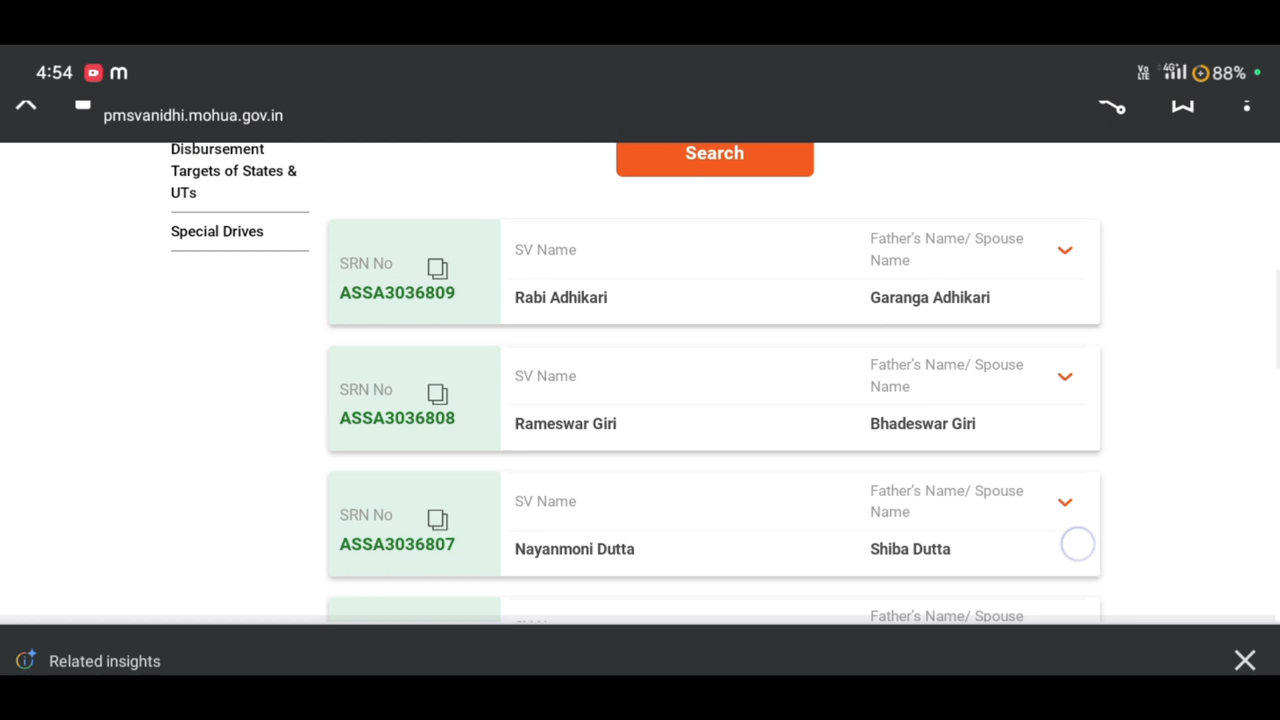 4:54 m Vo LTE 4G+ 88%
pmsvanidhi.mohua.gov.in
Disbursement
Targets of States &
UTs
Special Drives
Search
SRN No
ASSA3036809
SV Name
Rabi Adhikari
Father's Name/ Spouse
Name
Garanga Adhikari
SRN No
ASSA3036808
SV Name
Rameswar Giri
Father's Name/ Spouse
Name
Bhadeswar Giri
SRN No
ASSA3036807
SV Name
Nayanmoni Dutta
Father's Name/ Spouse
Name
Shiba Dutta
Father's Name/ Spouse
Related insights